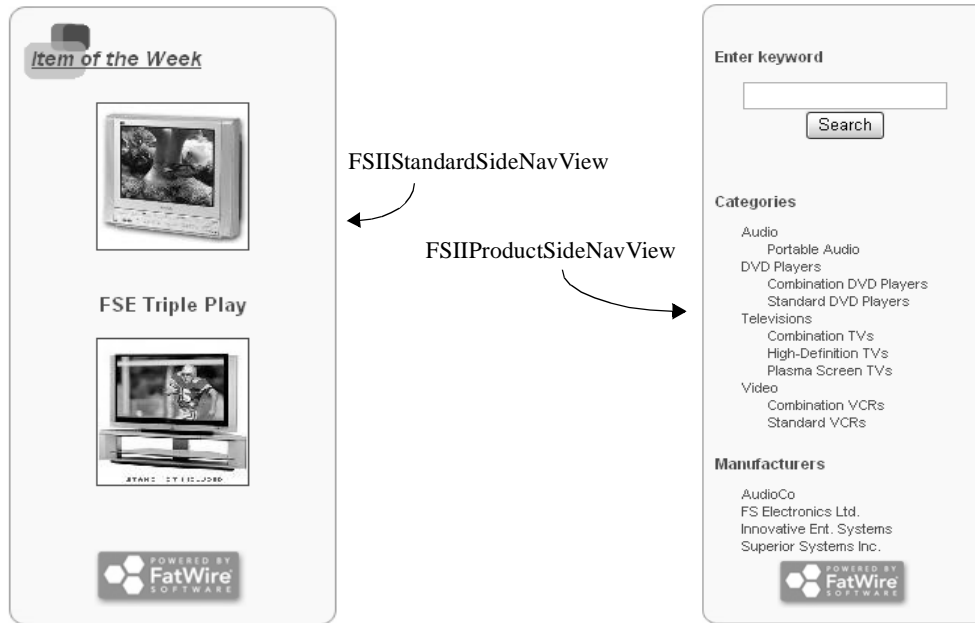 Item of the Week
FSE Triple Play
POWERED BY
FatWire
SOFTWARE
FSIIStandardSideNavView
FSIIProductSideNavView
Enter keyword
Search
Categories
Audio
Portable Audio
DVD Players
Combination DVD Players
Standard DVD Players
Televisions
Combination TVs
High-Definition TVs
Plasma Screen TVs
Video
Combination VCRs
Standard VCRs
Manufacturers
AudioCo
FS Electronics Ltd.
Innovative Ent. Systems
Superior Systems Inc.
POWERED BY
FatWire
SOFTWARE